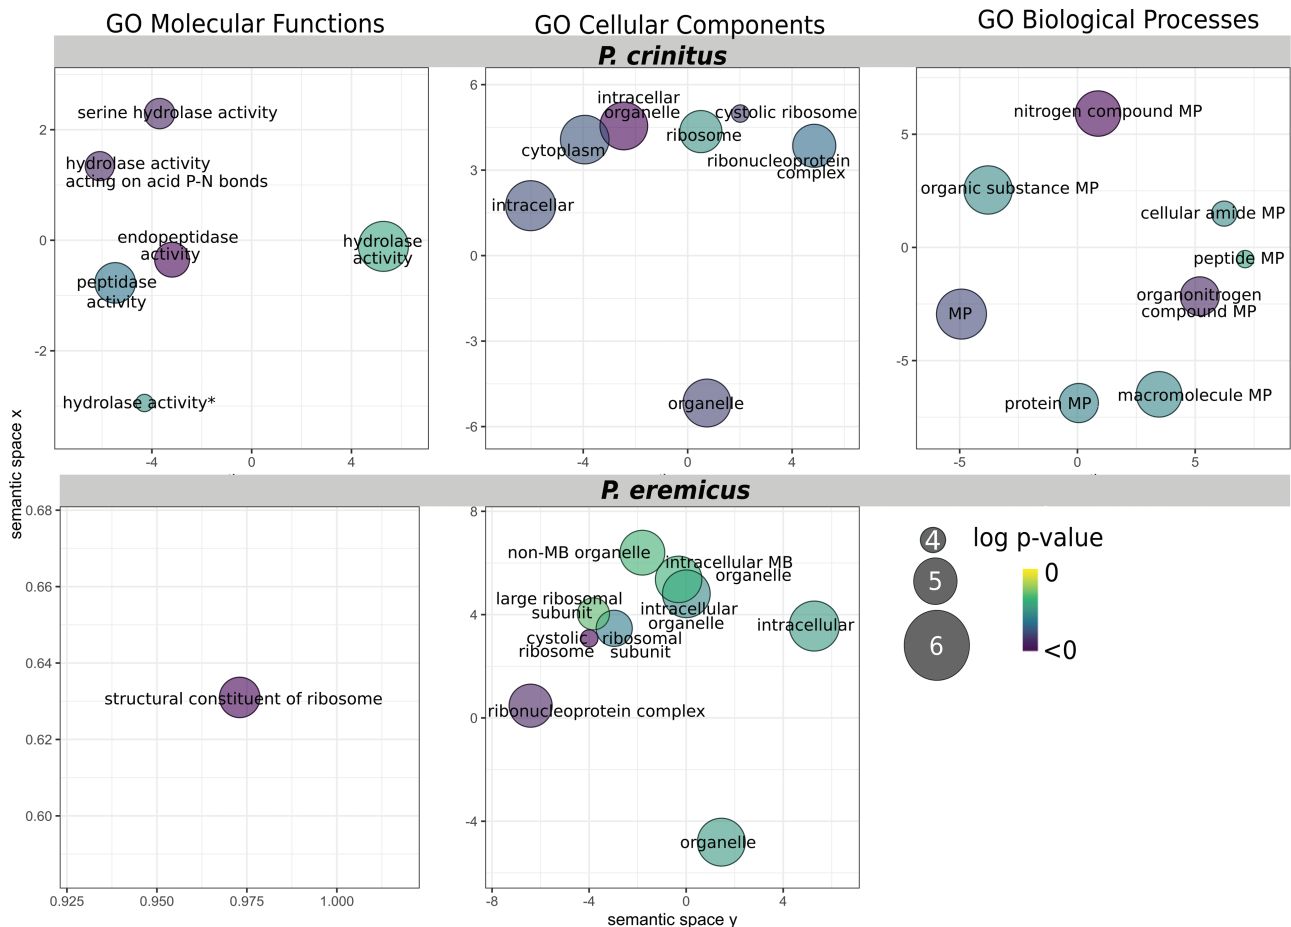 GO Molecular Functions
GO Cellular Components
GO Biological Processes
P. crinitus
serine hydrolase activity
hydrolase activity
acting on acid P-N bonds
endopeptidase
activity
peptidase
activity
hydrolase
activity
hydrolase activity*
2
0
-2
-4
0
4
intracellar
organelle
cystolic ribosome
ribosome
cytoplasm
ribonucleoprotein
complex
intracellar
organelle
6
3
0
-3
-6
-4
0
4
nitrogen compound MP
organic substance MP
cellular amide MP
peptide MP
organonitrogen
compound MP
MP
protein MP
macromolecule MP
5
0
-5
-5
0
5
semantic space x
P. eremicus
structural constituent of ribosome
0.68
0.66
0.64
0.62
0.60
0.925
0.950
0.975
1.000
non-MB organelle
intracellular MB
organelle
large ribosomal
subunit
intracellular
organelle
intracellular
cystolic
ribosome
ribosomal
subunit
ribonucleoprotein complex
organelle
8
4
0
-4
-8
-4
0
4
semantic space y
4
5
6
log p-value
0
<0